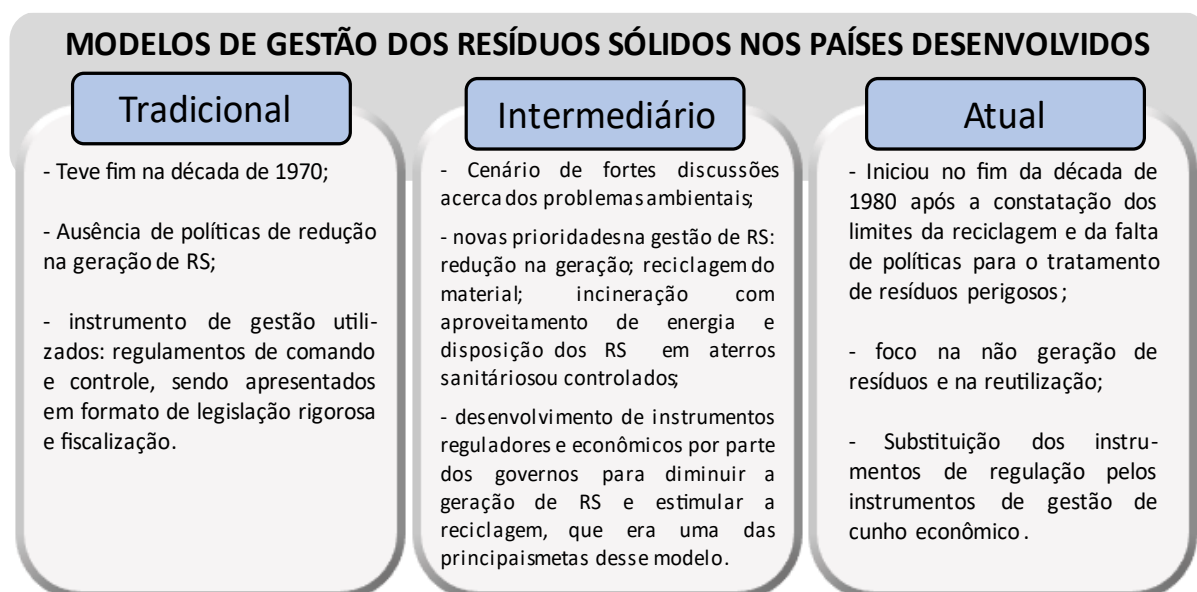 MODELOS DE GESTÃO DOS RESÍDUOS SÓLIDOS NOS PAÍSES DESENVOLVIDOS
Tradicional
- Teve fim na década de 1970;
- Ausência de políticas de redução
na geração de RS;
- instrumento de gestão utili-
zados: regulamentos de comando
e controle, sendo apresentados
em formato de legislação rigorosa
e fiscalização.
Intermediário
- Cenário de fortes discussões
acerca dos problemas ambientais;
- novas prioridades na gestão de RS:
redução na geração; reciclagem do
material; incineração com
aproveitamento de energia e
disposição dos RS em aterros
sanitários ou controlados;
- desenvolvimento de instrumentos
reguladores e econômicos por parte
dos governos para diminuir a
geração de RS e estimular a
reciclagem, que era uma das
principais metas desse modelo.
Atual
- Iniciou no fim da década de
1980 após a constatação dos
limites da reciclagem e da falta
de políticas para o tratamento
de resíduos perigosos;
- foco na não geração de
resíduos e na reutilização;
- Substituição dos instru-
mentos de regulação pelos
instrumentos de gestão de
cunho econômico.